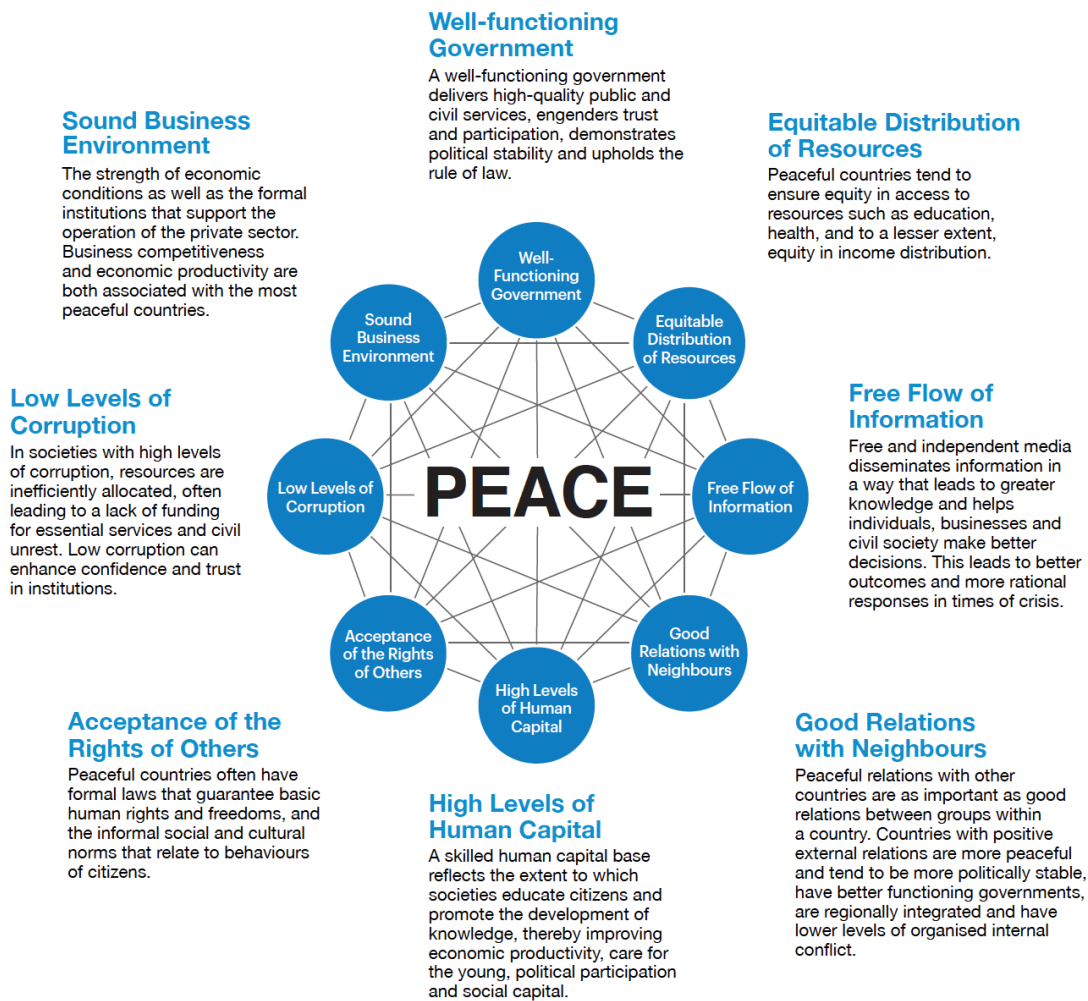 Well-functioning
Government
A well-functioning government
delivers high-quality public and
civil services, engenders trust
and participation, demonstrates
political stability and upholds the
rule of law.
Sound Business
Environment
The strength of economic
conditions as well as the formal
institutions that support the
operation of the private sector.
Business competitiveness
and economic productivity are
both associated with the most
peaceful countries.
Equitable Distribution
of Resources
Peaceful countries tend to
ensure equity in access to
resources such as education,
health, and to a lesser extent,
equity in income distribution.
Well-
Functioning
Government
Sound
Business
Environment
Equitable
Distribution
of Resources
Low Levels of
Corruption
In societies with high levels
of corruption, resources are
inefficiently allocated, often
leading to a lack of funding
for essential services and civil
unrest. Low corruption can
enhance confidence and trust
in institutions.
Low Levels of
Corruption
PEACE
Free Flow of
Information
Free Flow of
Information
Free and independent media
disseminates information in
a way that leads to greater
knowledge and helps
individuals, businesses and
civil society make better
decisions. This leads to better
outcomes and more rational
responses in times of crisis.
Acceptance
of the Rights
of Others
High Levels
of Human
Capital
Good
Relations with
Neighbours
Acceptance of the
Rights of Others
Peaceful countries often have
formal laws that guarantee basic
human rights and freedoms, and
the informal social and cultural
norms that relate to behaviours
of citizens.
High Levels of
Human Capital
A skilled human capital base
reflects the extent to which
societies educate citizens and
promote the development of
knowledge, thereby improving
economic productivity, care for
the young, political participation
and social capital.
Good Relations
with Neighbours
Peaceful relations with other
countries are as important as good
relations between groups within
a country. Countries with positive
external relations are more peaceful
and tend to be more politically stable,
have better functioning governments,
are regionally integrated and have
lower levels of organised internal
conflict.